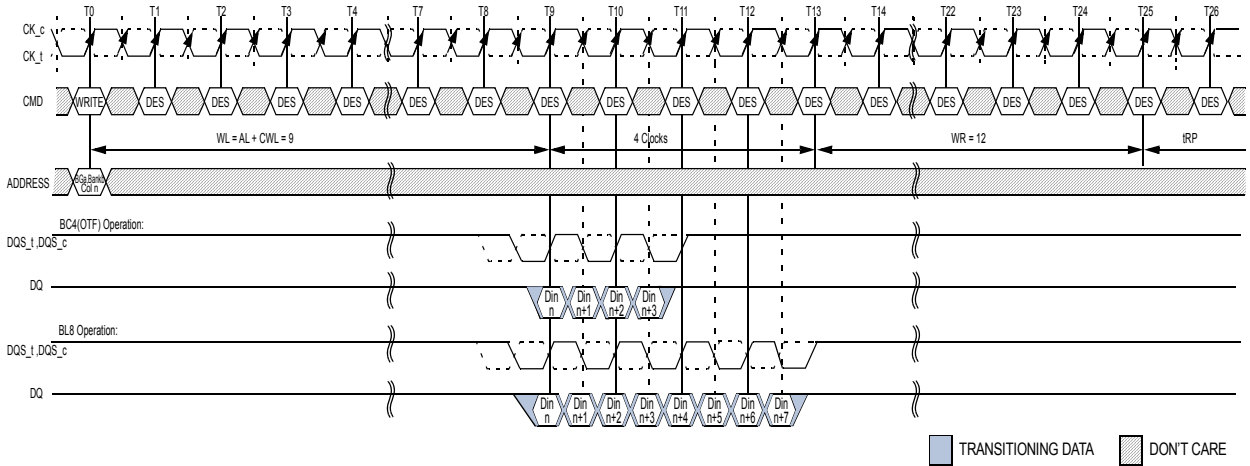 T0 T1 T2 T3 T4 T7 T8 T9 T10 T11 T12 T13 T14 T22 T23 T24 T25 T26
CK_c
CK_t
CMD WRITE DES DES DES DES DES DES DES DES DES DES DES DES DES DES DES DES DES
WL = AL + CWL = 9 4 Clocks WR = 12 tRP
ADDRESS BGa,Bankb
Col n
BC4(OTF) Operation:
DQS_t ,DQS_c
DQ Din Din Din Din
n n+1 n+2 n+3
BL8 Operation:
DQS_t ,DQS_c
DQ Din Din Din Din Din Din Din Din
n n+1 n+2 n+3 n+4 n+5 n+6 n+7
TRANSITIONING DATA DON'T CARE